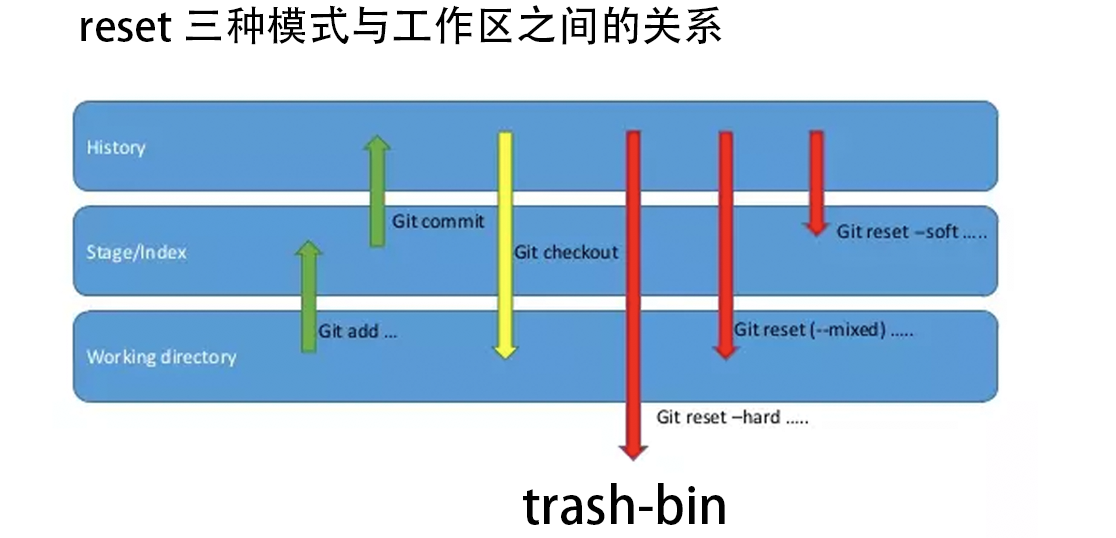 reset 三种模式与工作区之间的关系
History
Git commit
Git reset –soft .....
Stage/Index
Git checkout
Git add ...
Git reset (--mixed) .....
Working directory
Git reset –hard .....
trash-bin